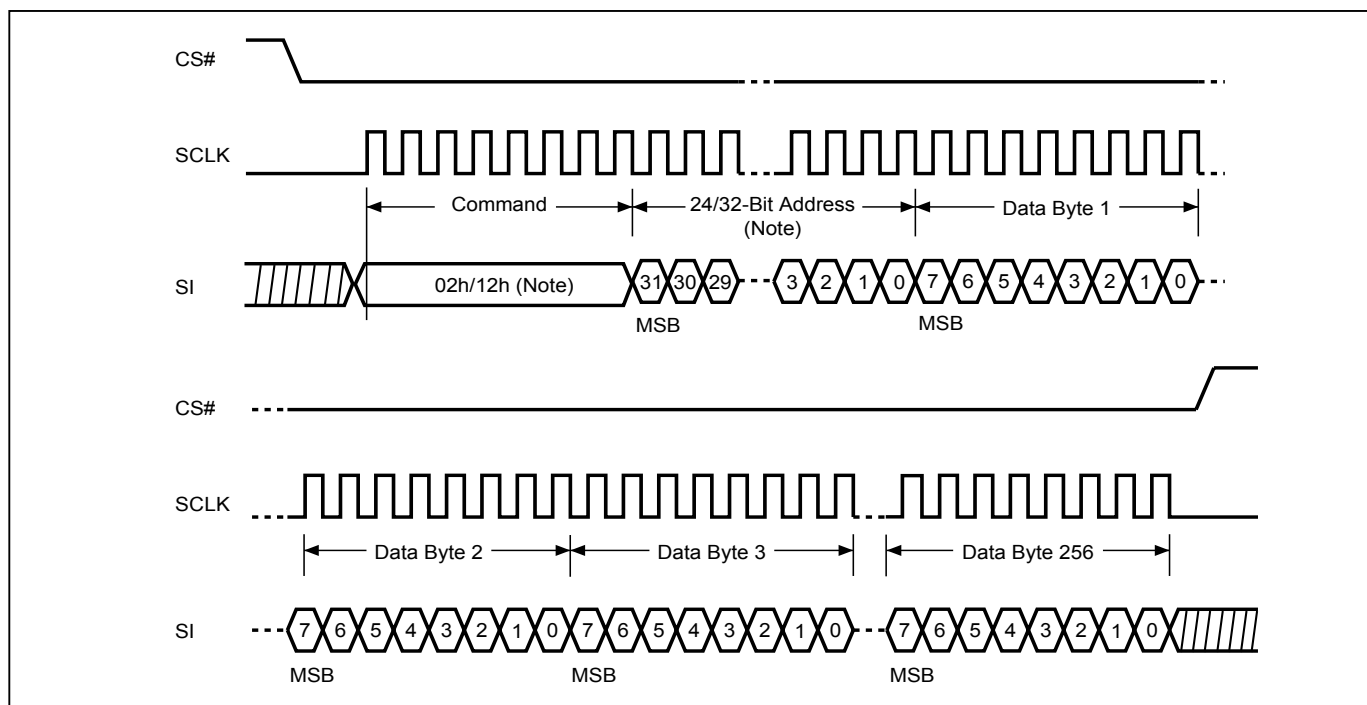 CS#
SCLK
Command
24/32-Bit Address
(Note)
Data Byte 1
SI
02h/12h (Note)
31 30 29 3 2 1 0 7 6 5 4 3 2 1 0
MSB MSB
CS#
SCLK
Data Byte 2 Data Byte 3 Data Byte 256
SI
7 6 5 4 3 2 1 0 7 6 5 4 3 2 1 0 7 6 5 4 3 2 1 0
MSB MSB MSB